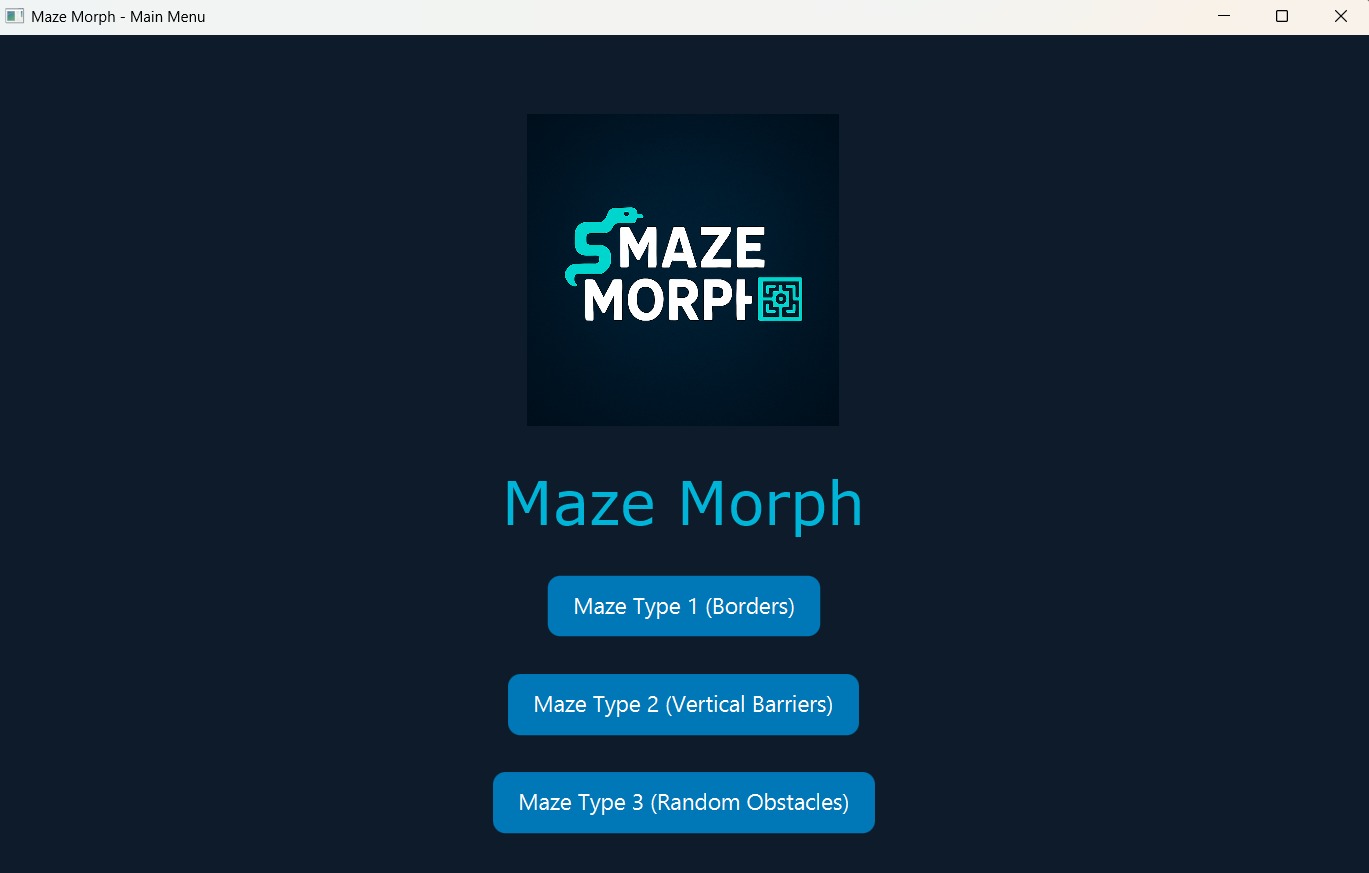 Maze Morph - Main Menu
MAZE
MORPH
Maze Morph
Maze Type 1 (Borders)
Maze Type 2 (Vertical Barriers)
Maze Type 3 (Random Obstacles)